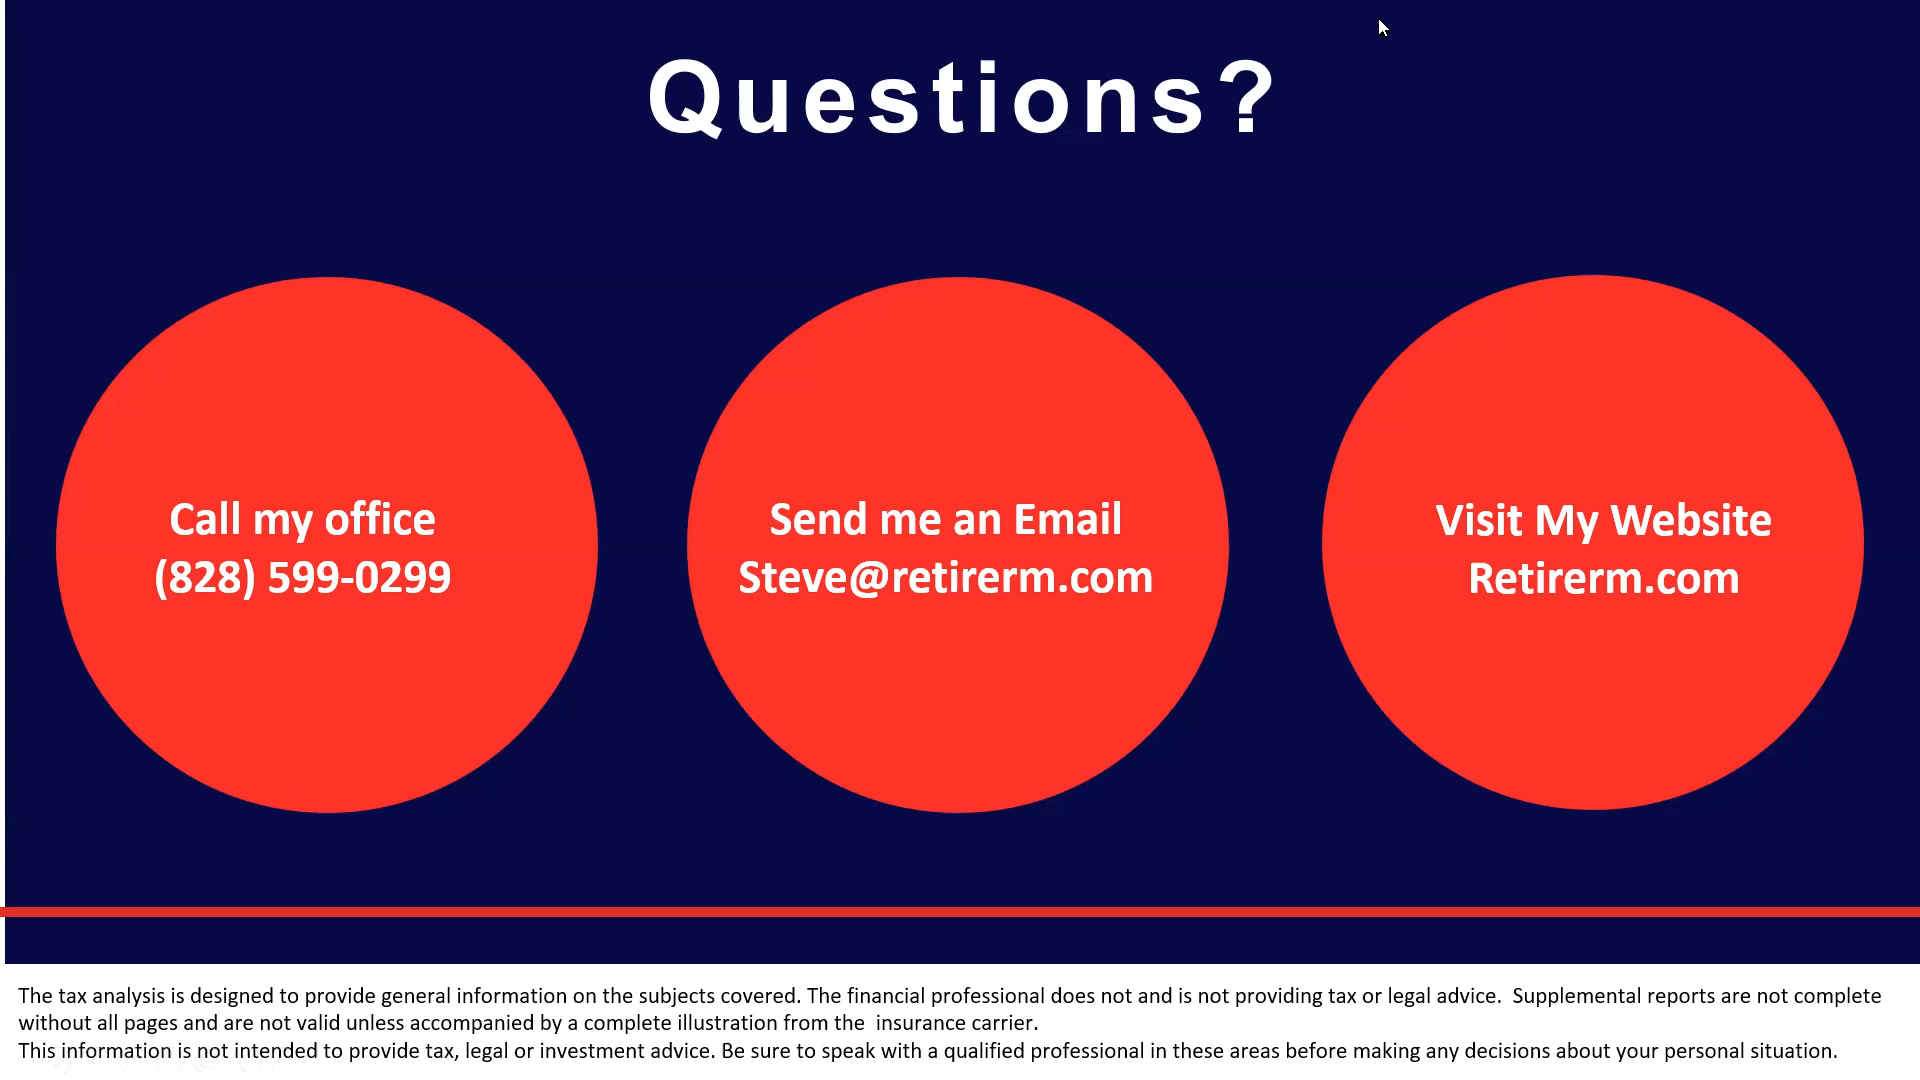 Questions?
Call my office
(828) 599-0299
Send me an Email
Steve@retirerm.com
Visit My Website
Retirerm.com
The tax analysis is designed to provide general information on the subjects covered. The financial professional does not and is not providing tax or legal advice.  Supplemental reports are not complete
without all pages and are not valid unless accompanied by a complete illustration from the  insurance carrier.
This information is not intended to provide tax, legal or investment advice. Be sure to speak with a qualified professional in these areas before making any decisions about your personal situation.